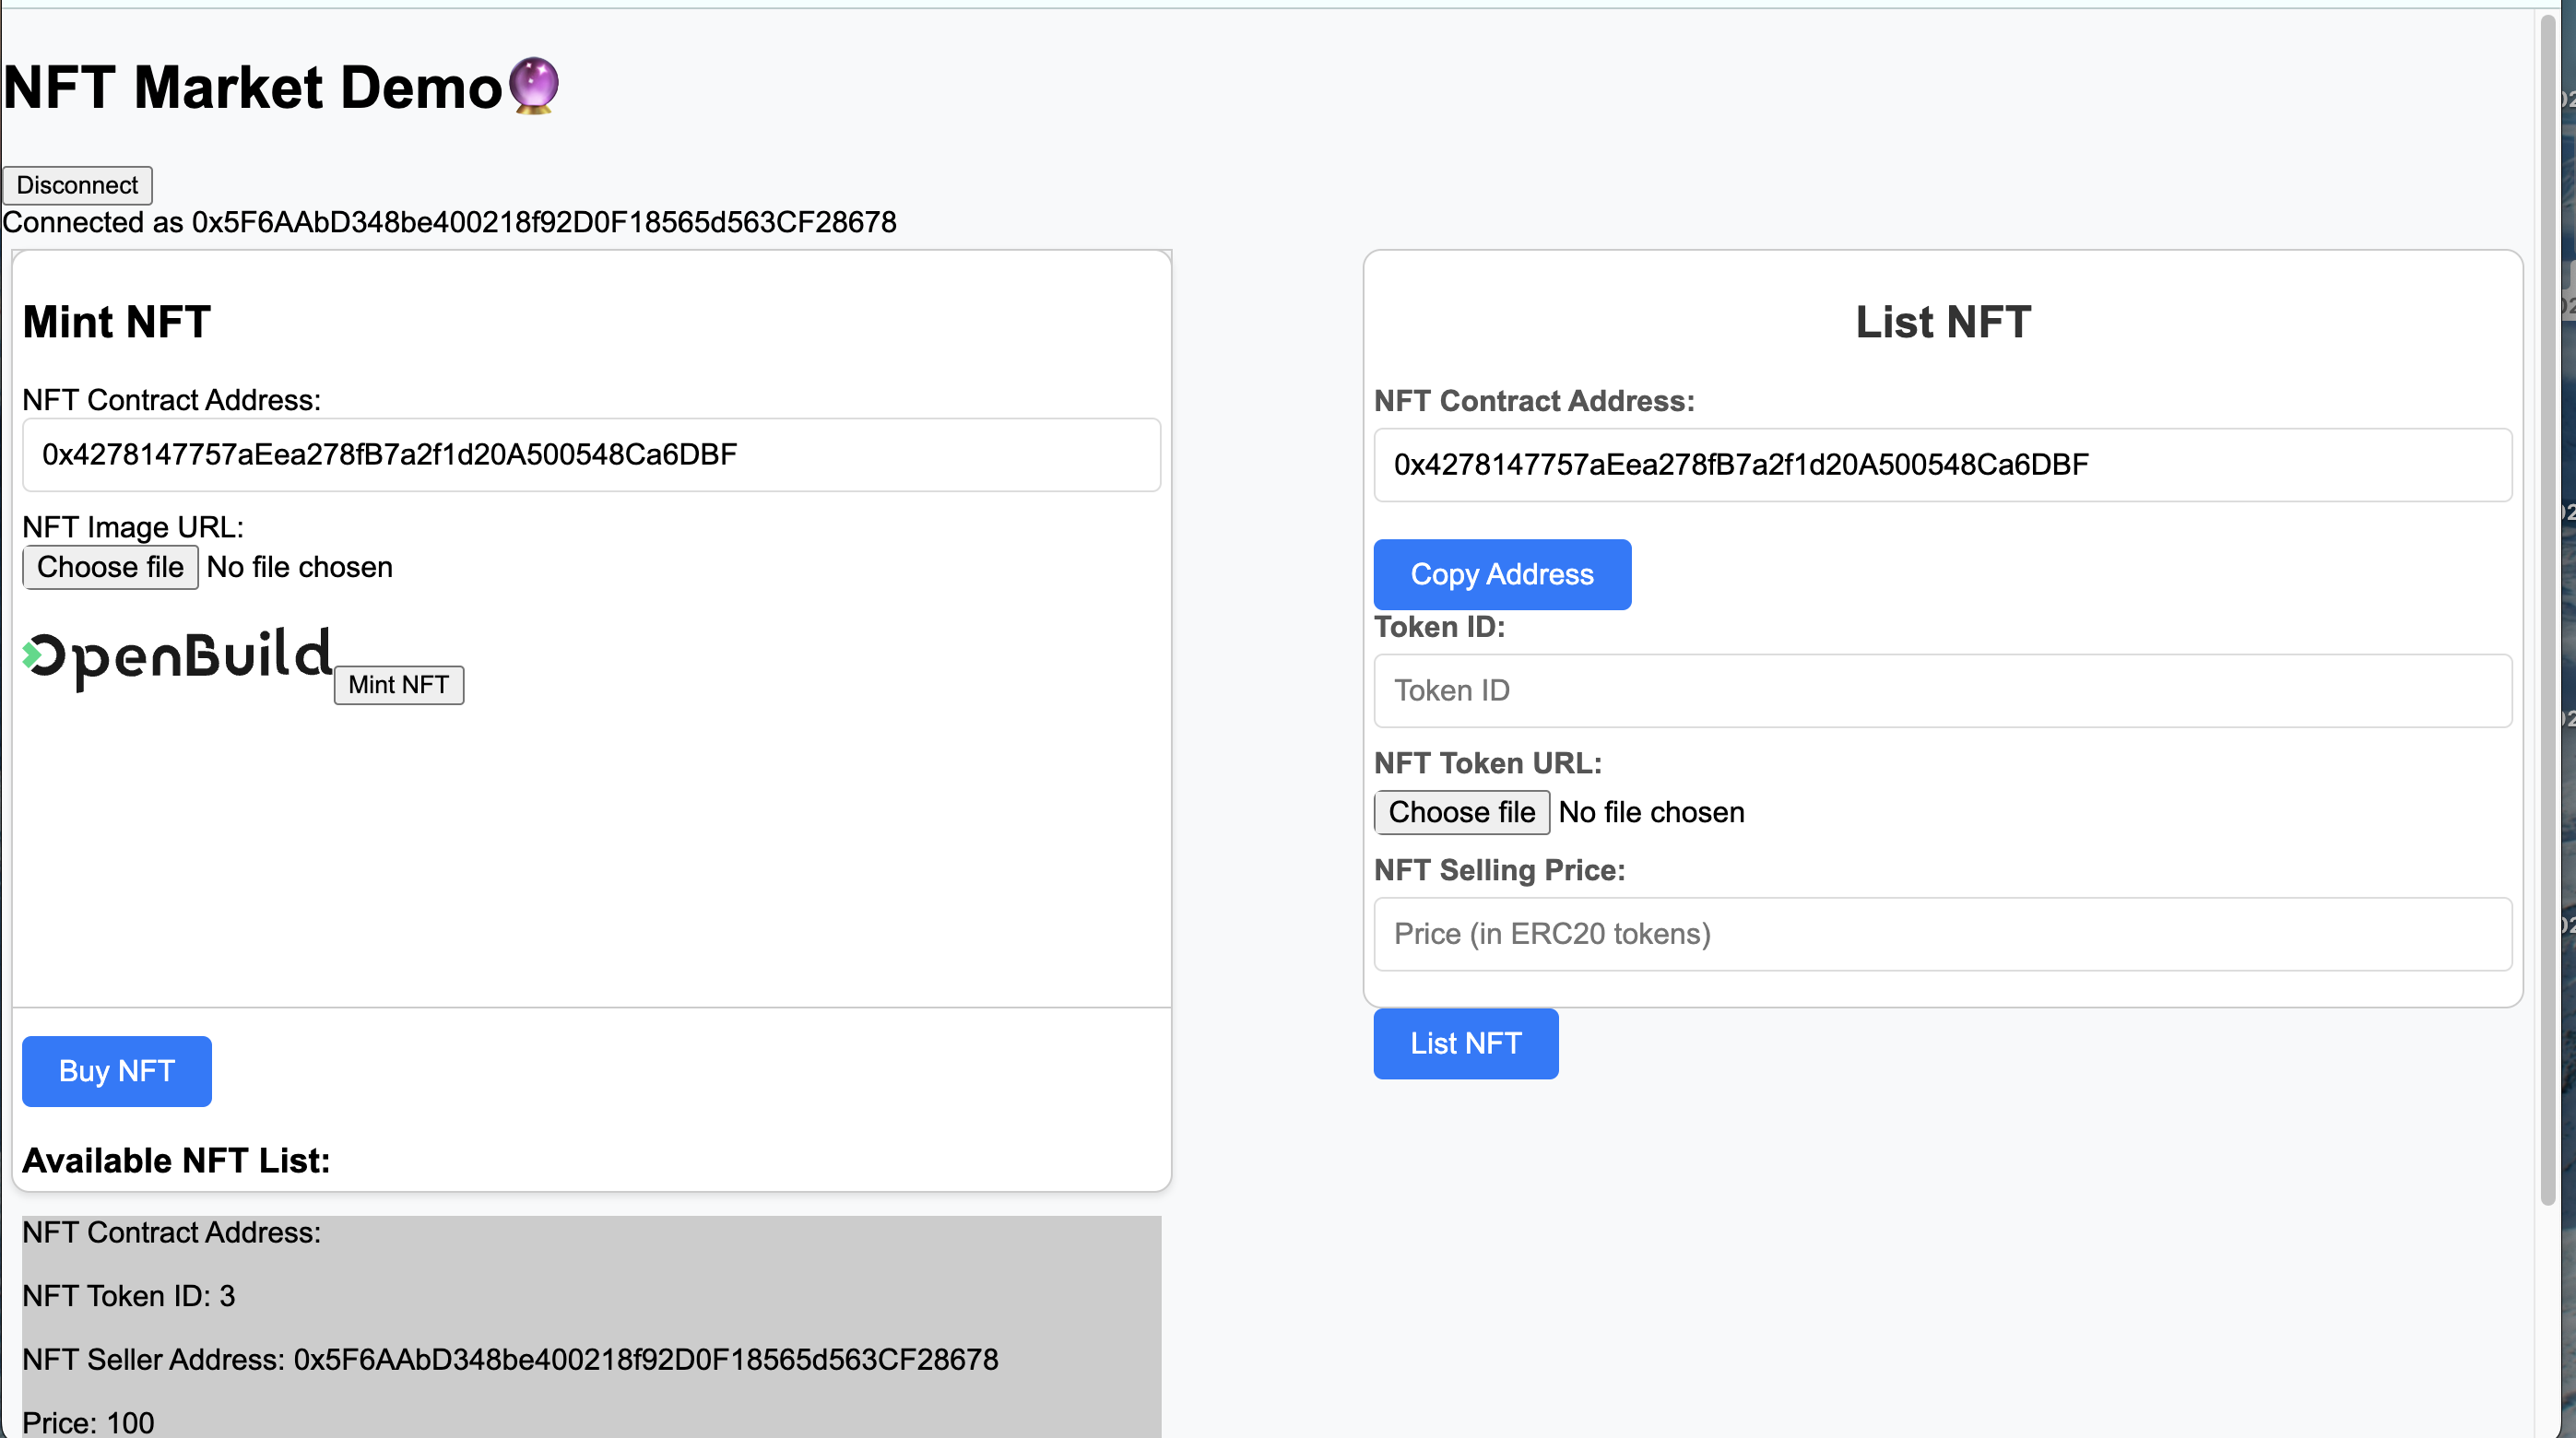 NFT Market Demo🔮
Disconnect
Connected as 0x5F6AAbD348be400218f92D0F18565d563CF28678
Mint NFT
NFT Contract Address:
0x4278147757aEea278fB7a2f1d20A500548Ca6DBF
NFT Image URL:
Choose file No file chosen
OpenBuild
Mint NFT
Buy NFT
Available NFT List:
NFT Contract Address:
NFT Token ID: 3
NFT Seller Address: 0x5F6AAbD348be400218f92D0F18565d563CF28678
Price: 100
List NFT
NFT Contract Address:
0x4278147757aEea278fB7a2f1d20A500548Ca6DBF
Copy Address
Token ID:
Token ID
NFT Token URL:
Choose file No file chosen
NFT Selling Price:
Price (in ERC20 tokens)
List NFT